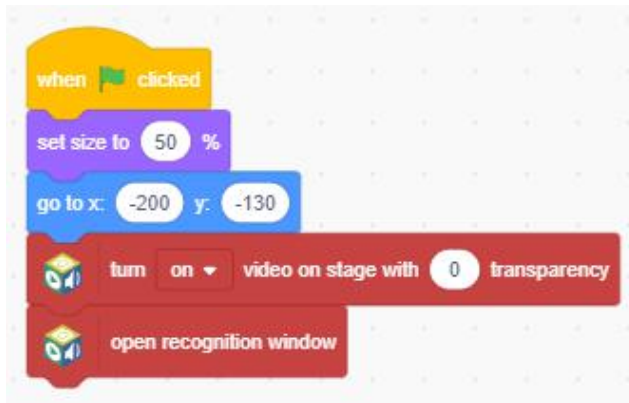 when clicked
set size to 50 %
go to x: -200 y: -130
turn on video on stage with 0 transparency
open recognition window